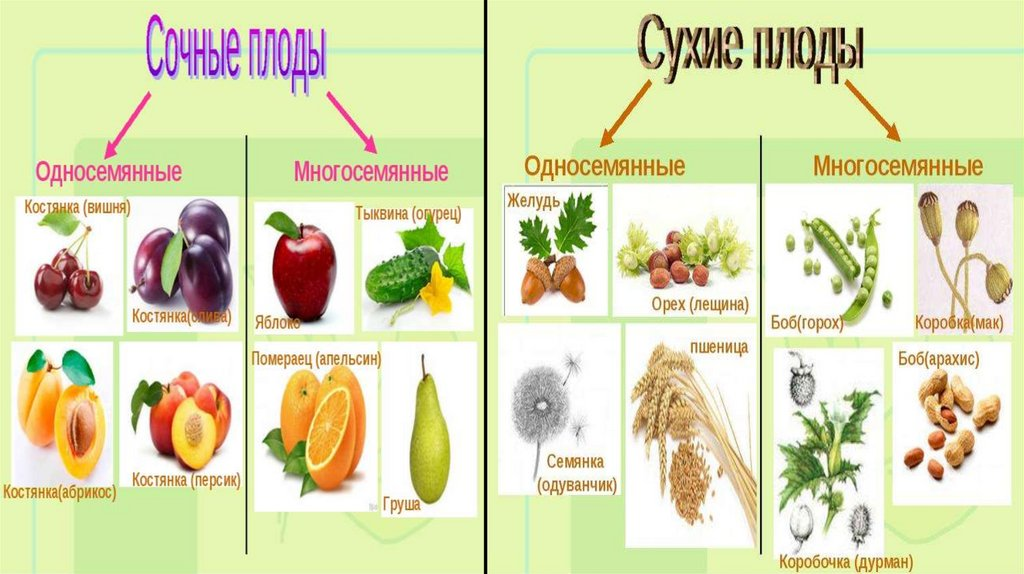 Сочные плоды
Односемянные
Многосемянные
Костянка (вишня)
Костянка(слива)
Костянка(абрикос)
Костянка (персик)
Тыквина (огурец)
Яблоко
Померaец (апельсин)
Груша
Сухие плоды
Односемянные
Многосемянные
Желудь
Орех (лещина)
пшеница
Семянка
(одуванчик)
Боб(горох)
Коробка(мак)
Боб(арахис)
Коробочка (дурман)